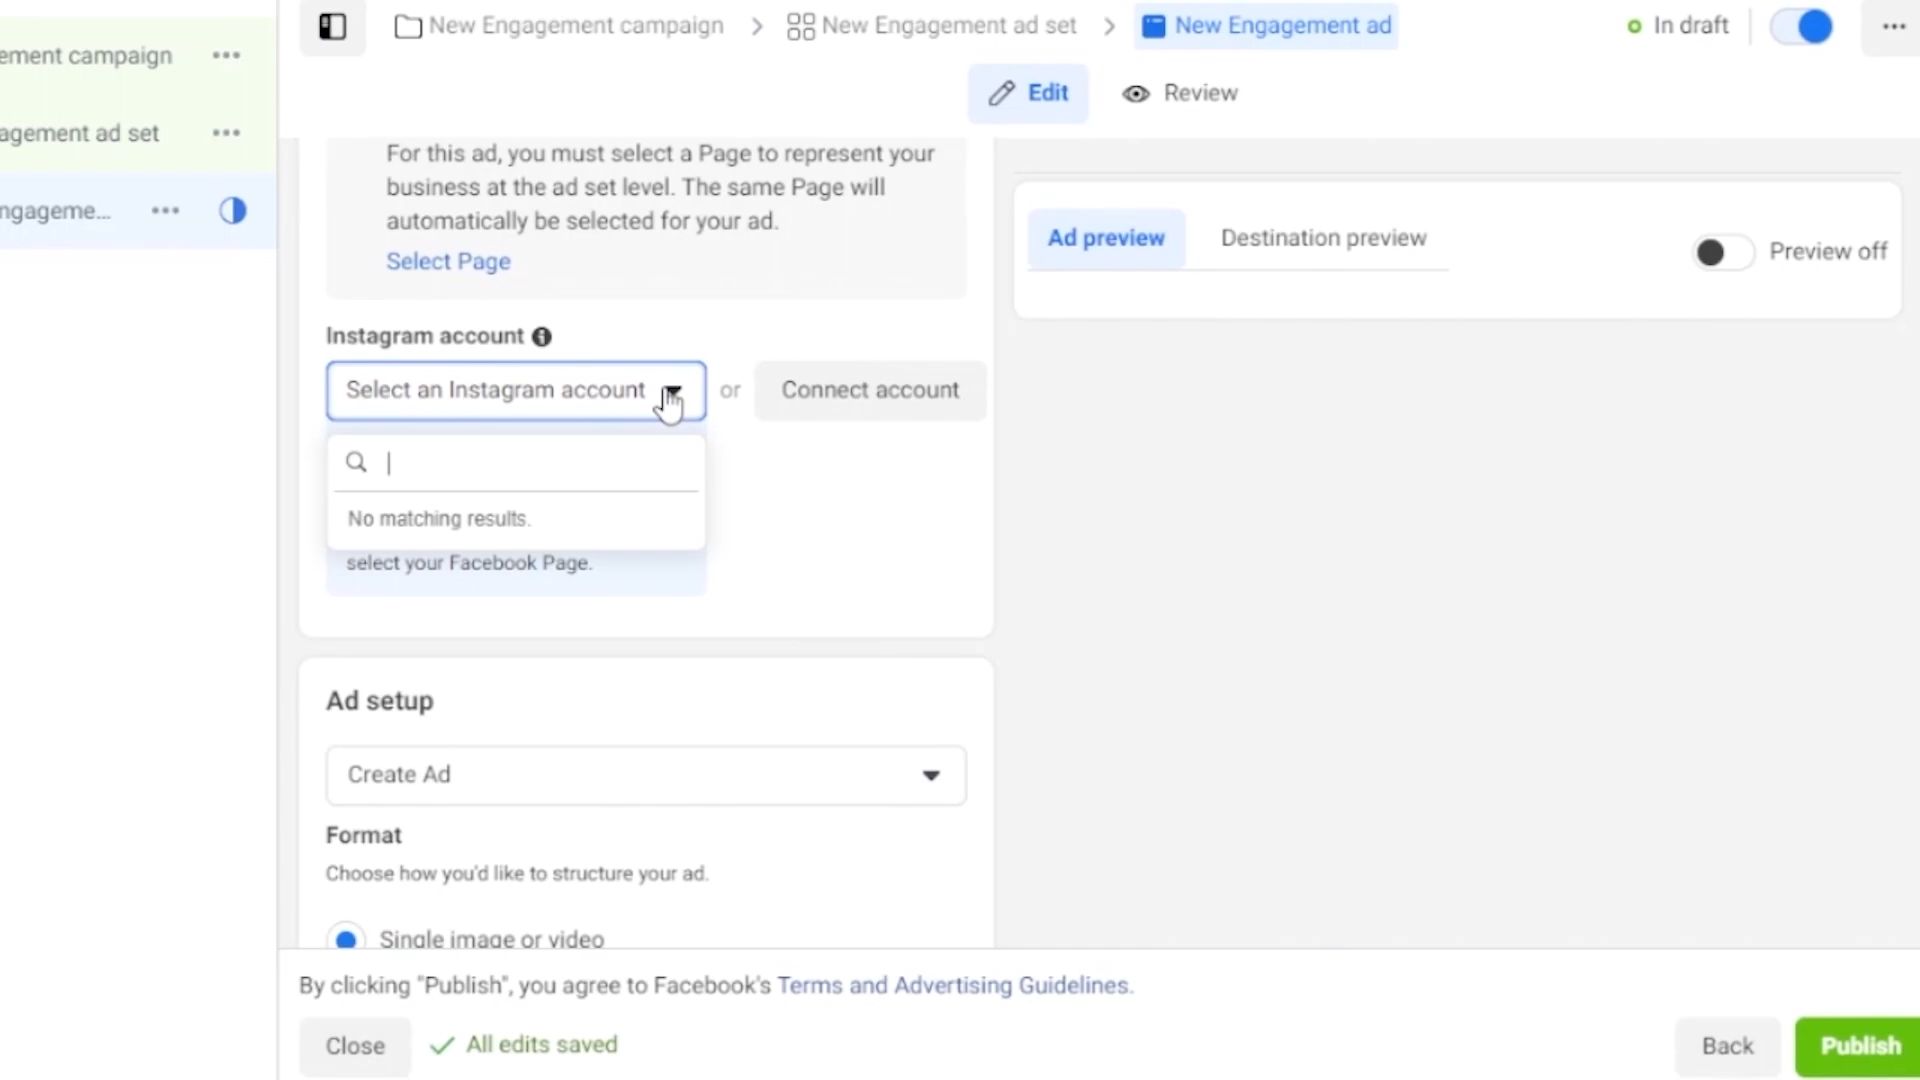 ement campaign
agement ad set
ngageme...
New Engagement campaign
New Engagement ad set
New Engagement ad
In draft
Edit
Review
For this ad, you must select a Page to represent your
business at the ad set level. The same Page will
automatically be selected for your ad.
Select Page
Instagram account
Select an Instagram account
or
Connect account
No matching results.
select your Facebook Page.
Ad preview
Destination preview
Preview off
Ad setup
Create Ad
Format
Choose how you'd like to structure your ad.
Single image or video
By clicking "Publish", you agree to Facebook's Terms and Advertising Guidelines.
Close
All edits saved
Back
Publish